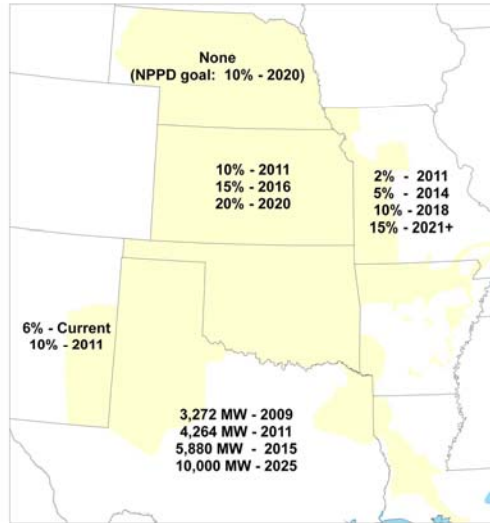 None
(NPPD goal: 10% - 2020)
10% - 2011
15% - 2016
20% - 2020
2% - 2011
5% - 2014
10% - 2018
15% - 2021+
6% - Current
10% - 2011
3,272 MW - 2009
4,264 MW - 2011
5,880 MW - 2015
10,000 MW - 2025